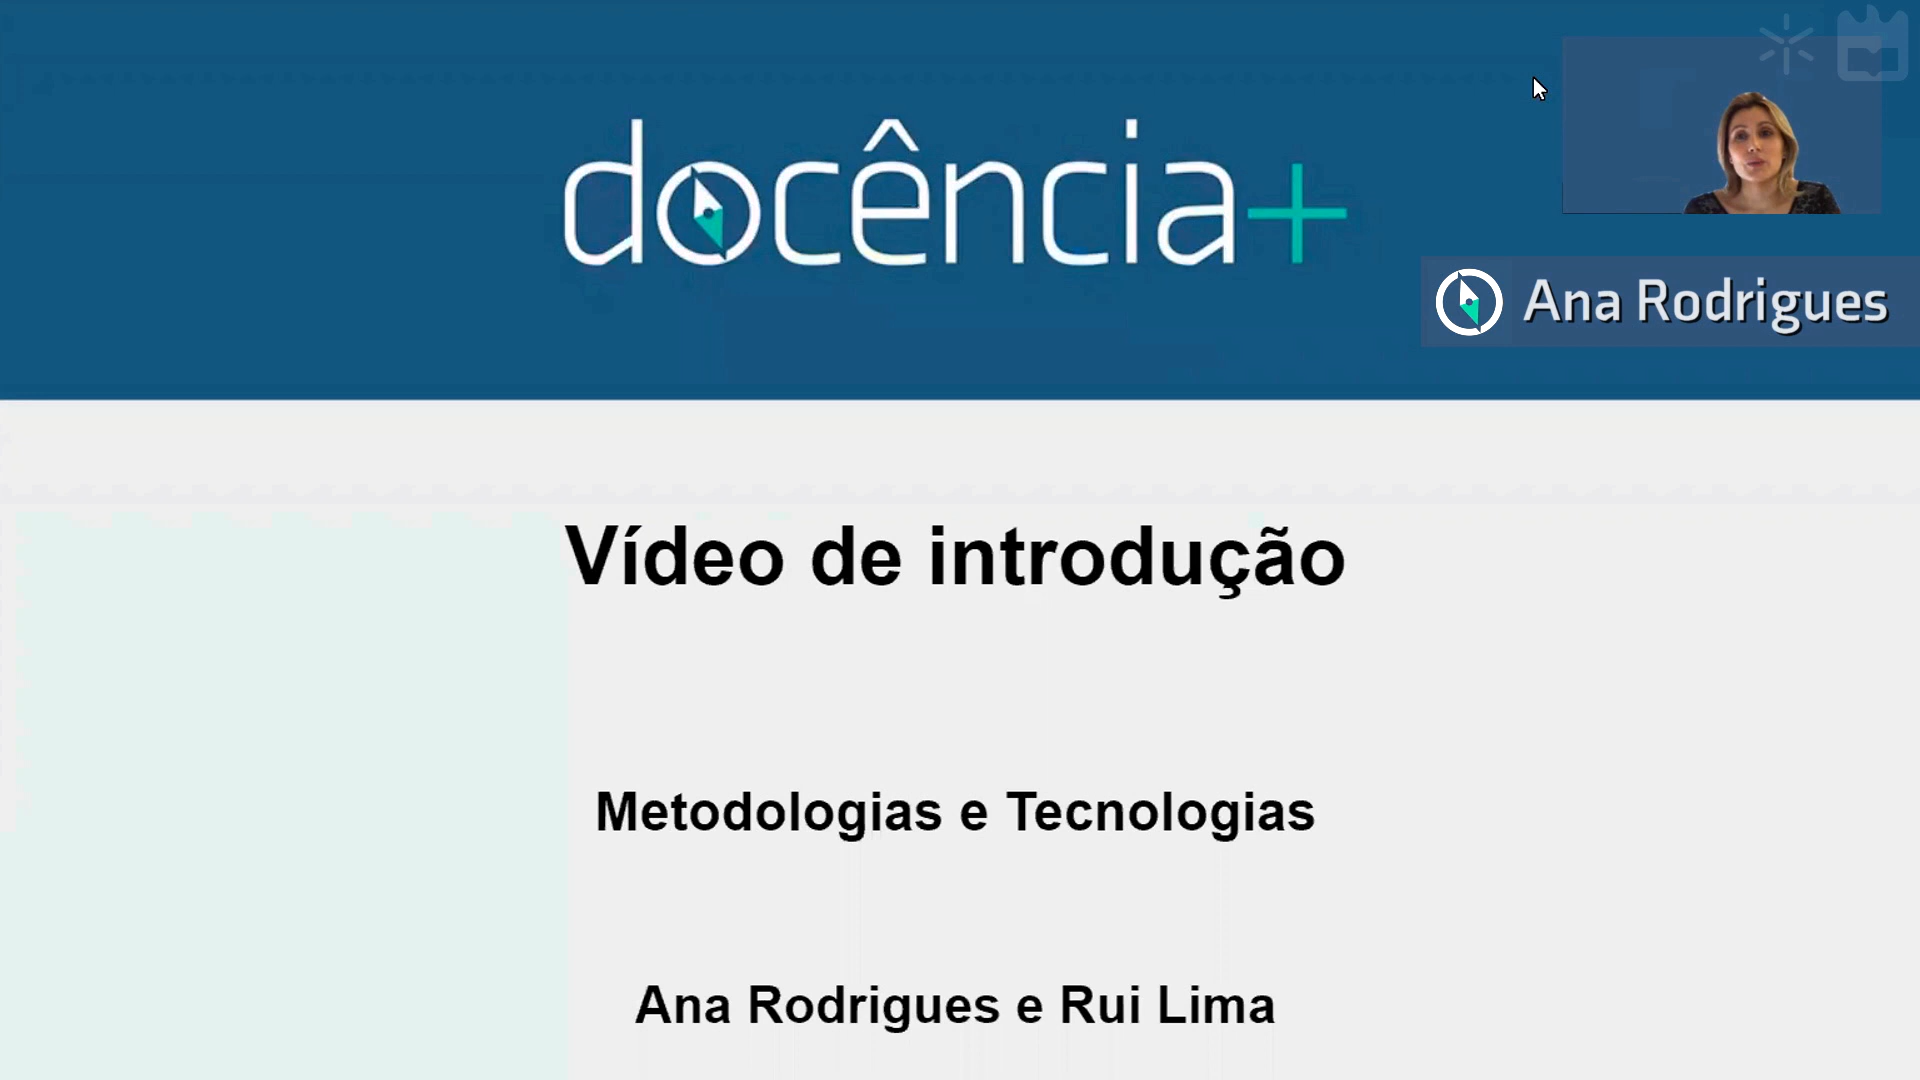 docência+
Ana Rodrigues
Vídeo de introdução
Metodologias e Tecnologias
Ana Rodrigues e Rui Lima